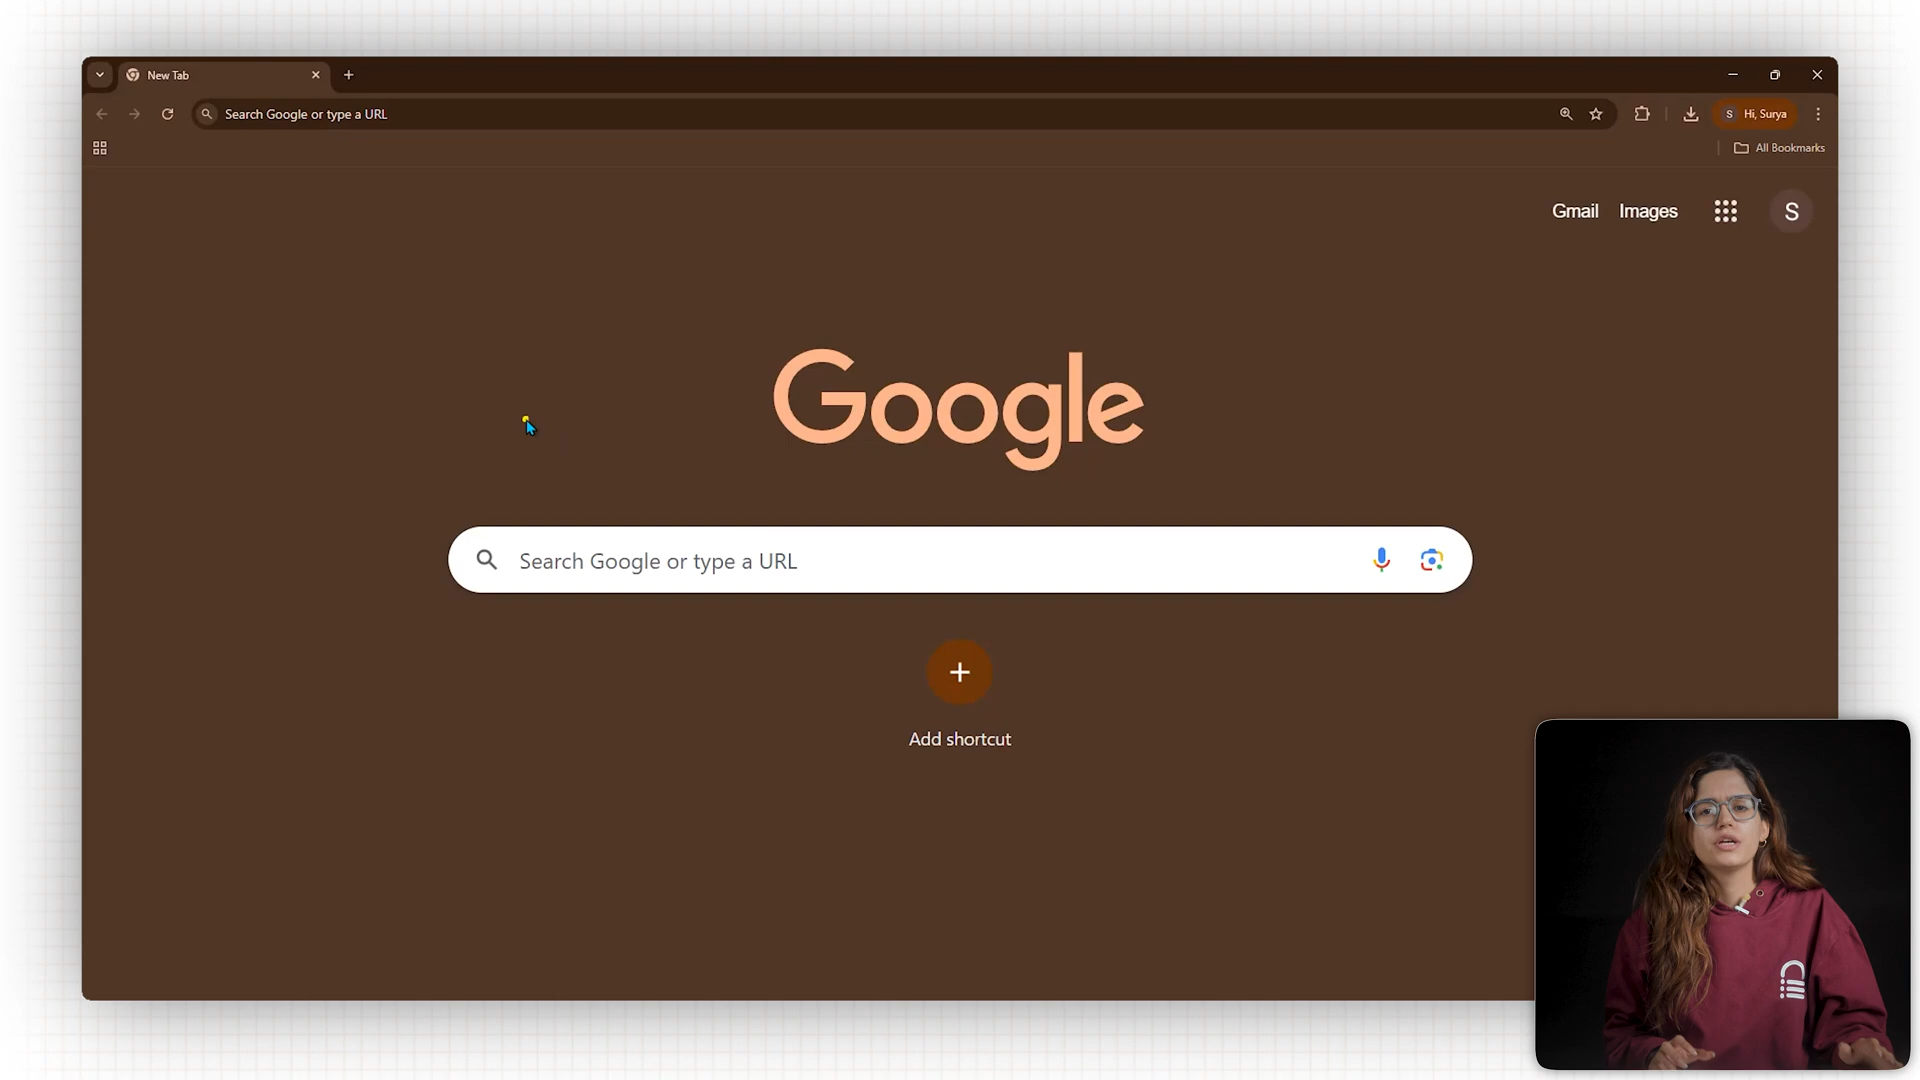 New Tab
Search Google or type a URL
S Hi, Surya
All Bookmarks
Gmail Images S
Google
Search Google or type a URL
Add shortcut